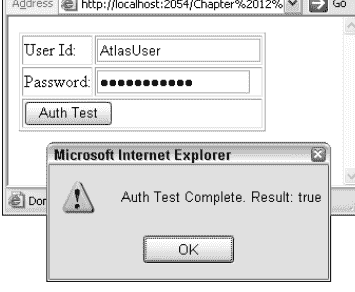 Address http://localhost:2054/Chapter%2012% Go
User Id: AtlasUser
Password: ●●●●●●●●●●●
Auth Test
Microsoft Internet Explorer
Auth Test Complete. Result: true
OK